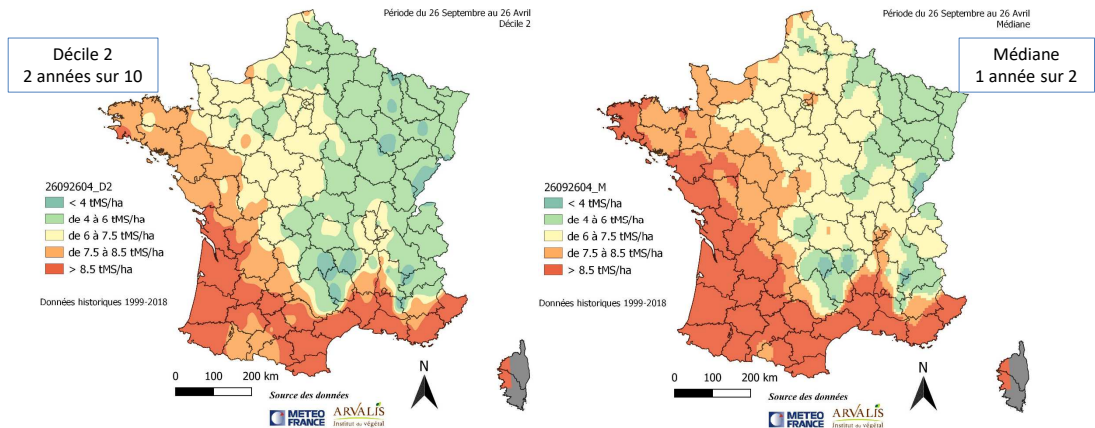 Période du 26 Septembre au 26 Avril
Décile 2
Décile 2
2 années sur 10
26092604_D2
< 4 tMS/ha
de 4 à 6 tMS/ha
de 6 à 7.5 tMS/ha
de 7.5 à 8.5 tMS/ha
> 8.5 tMS/ha
Données historiques 1999-2018
0 100 200 km
N
Source des données
METEO FRANCE
ARVALIS
Institut du végétal
Période du 26 Septembre au 26 Avril
Médiane
Médiane
1 année sur 2
26092604_M
< 4 tMS/ha
de 4 à 6 tMS/ha
de 6 à 7.5 tMS/ha
de 7.5 à 8.5 tMS/ha
> 8.5 tMS/ha
Données historiques 1999-2018
0 100 200 km
N
Source des données
METEO FRANCE
ARVALIS
Institut du végétal